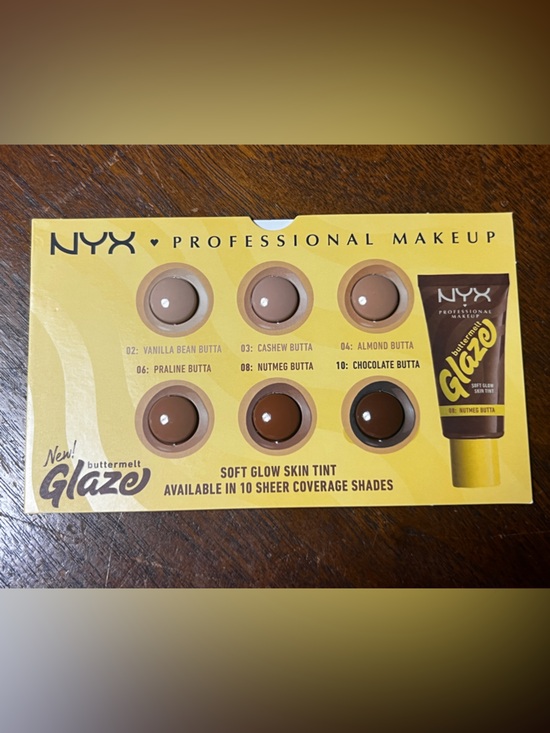 NYX ♥ PROFESSIONAL MAKEUP
02: VANILLA BEAN BUTTA
03: CASHEW BUTTA
04: ALMOND BUTTA
06: PRALINE BUTTA
08: NUTMEG BUTTA
10: CHOCOLATE BUTTA
NYX
PROFESSIONAL
MAKEUP
buttermelt
Glaze
SOFT GLOW
SKIN TINT
08: NUTMEG BUTTA
New!
buttermelt
Glaze
SOFT GLOW SKIN TINT
AVAILABLE IN 10 SHEER COVERAGE SHADES